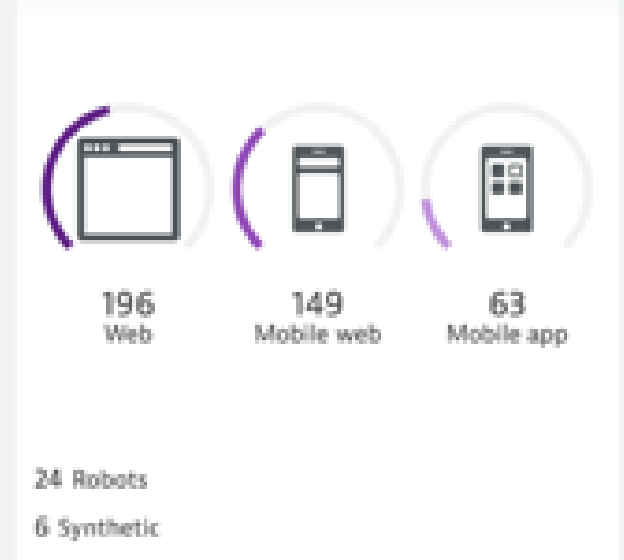 196
Web
149
Mobile web
63
Mobile app
24 Robots
6 Synthetic